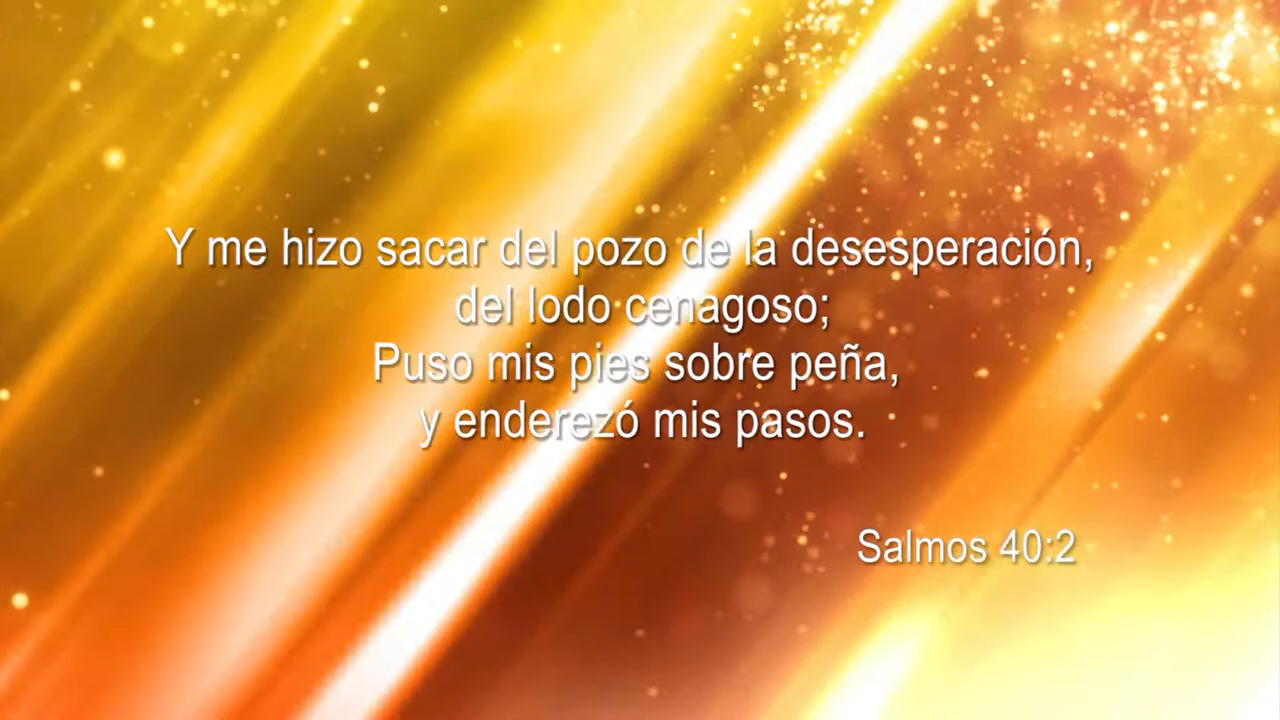 Y me hizo sacar del pozo de la desesperación,
del lodo cenagoso;
Puso mis pies sobre peña,
y enderezó mis pasos.
Salmos 40:2